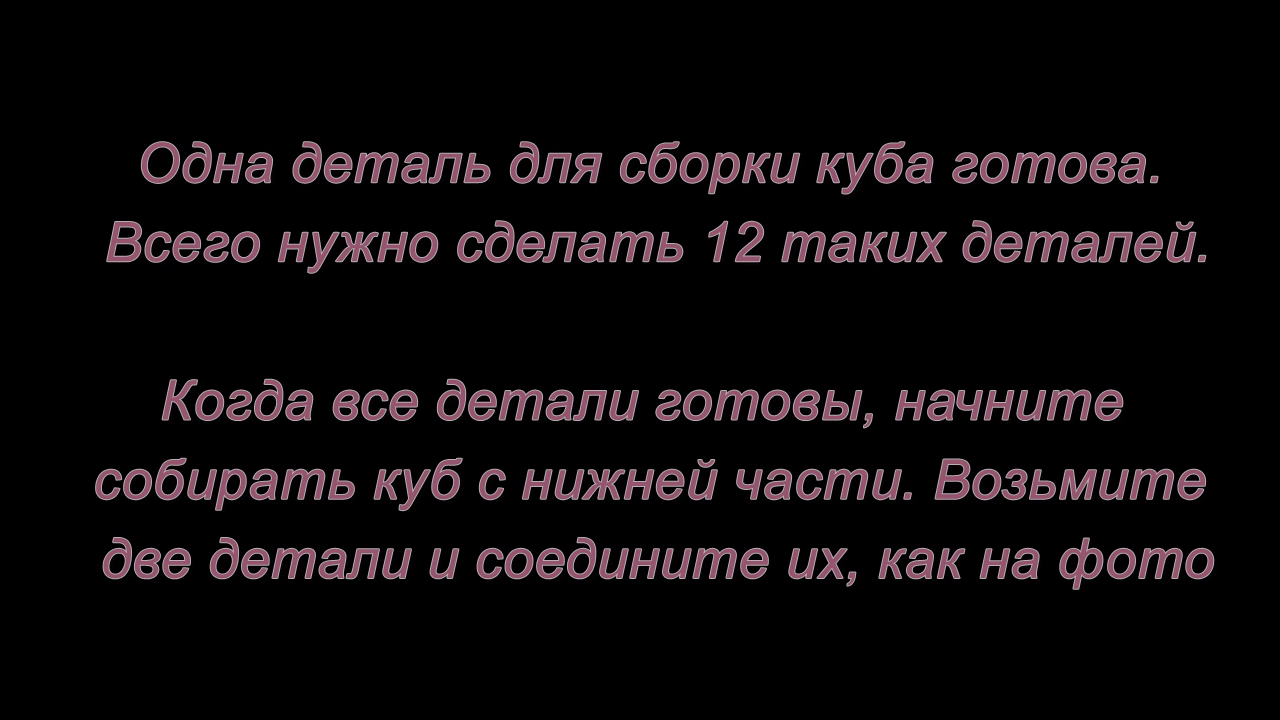 Одна деталь для сборки куба готова.
Всего нужно сделать 12 таких деталей.
Когда все детали готовы, начните
собирать куб с нижней части. Возьмите
две детали и соедините их, как на фото